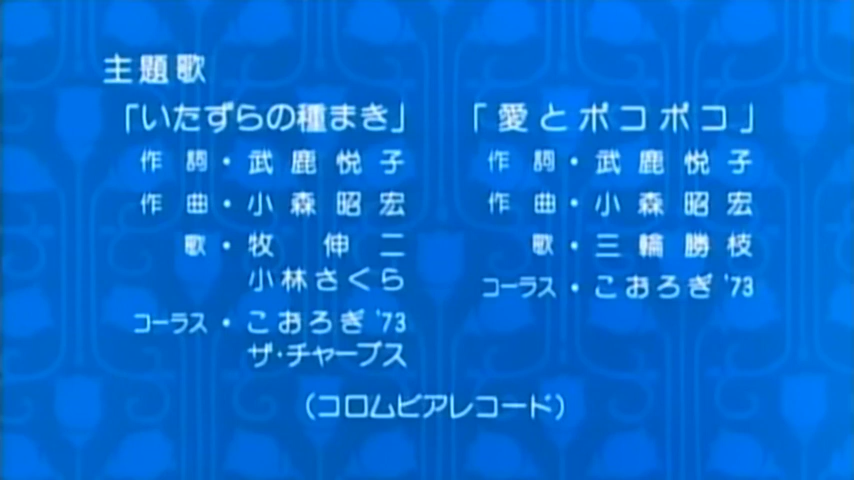 主題歌
「いたずらの種まき」
作詞・武鹿悦子
作曲・小森昭宏
歌・牧伸二
小林さくら
コーラス・こおろぎ'73
ザ・チャープス
「愛とポコポコ」
作詞・武鹿悦子
作曲・小森昭宏
歌・三輪勝枝
コーラス・こおろぎ'73
(コロムビアレコード)